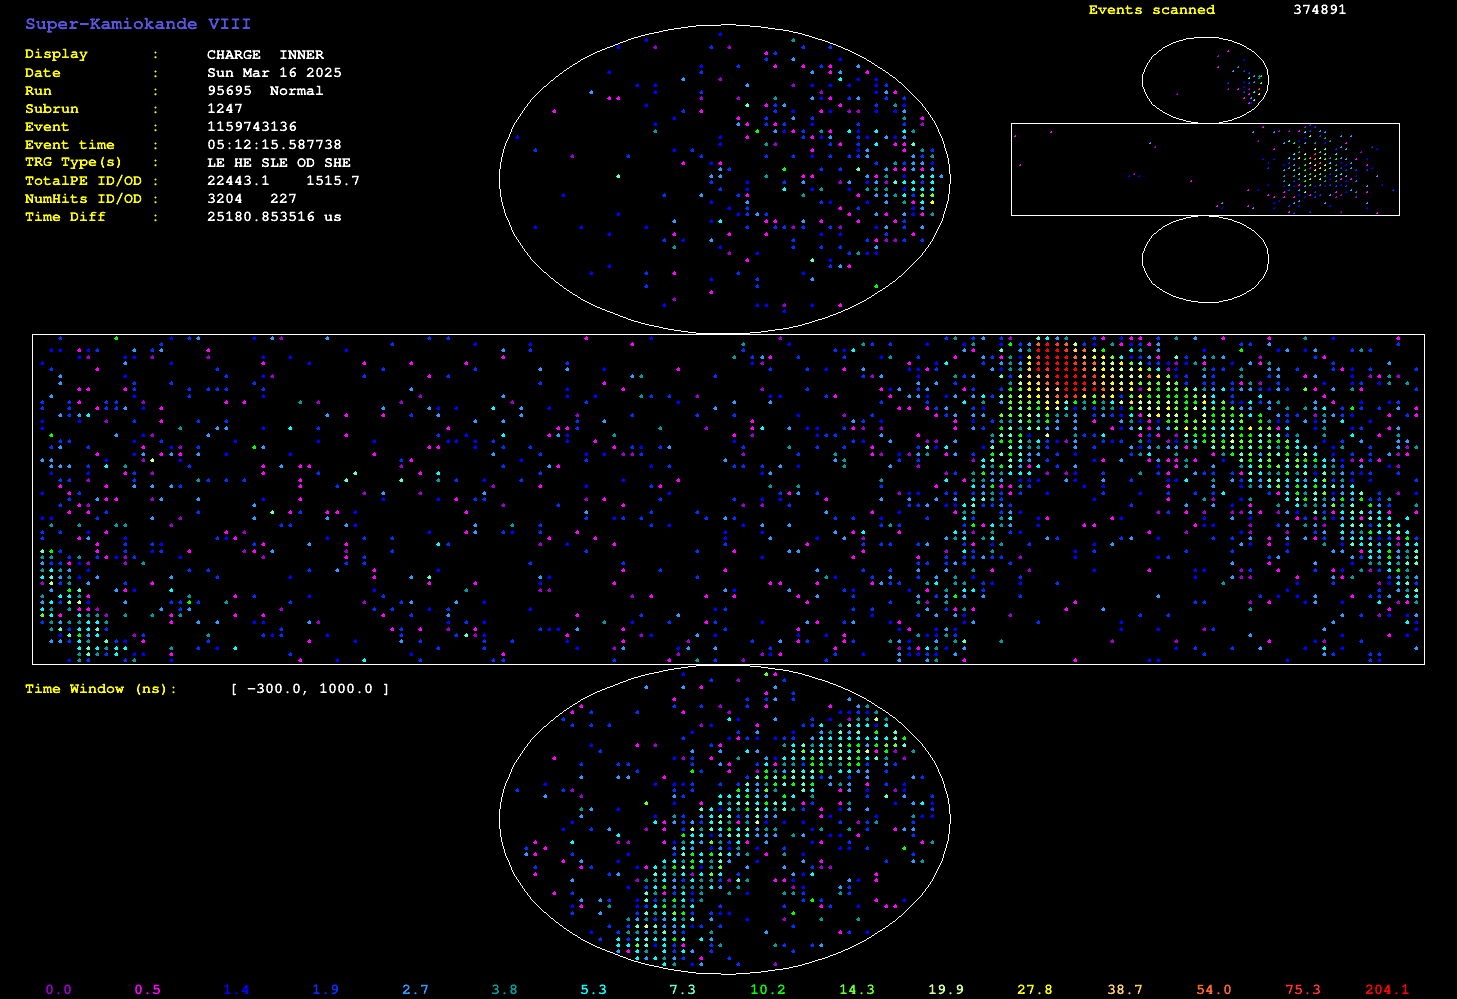 Super-Kamiokande VIII
Display : CHARGE INNER
Date : Sun Mar 16 2025
Run : 95695 Normal
Subrun : 1247
Event : 1159743136
Event time : 05:12:15.587738
TRG Type(s) : LE HE SLE OD SHE
TotalPE ID/OD : 22443.1 1515.7
NumHits ID/OD : 3204 227
Time Diff : 25180.853516 us
Events scanned 374891
Time Window (ns): [ -300.0, 1000.0 ]
0.0 0.5 1.4 1.9 2.7 3.8 5.3 7.3 10.2 14.3 19.9 27.8 38.7 54.0 75.3 204.1